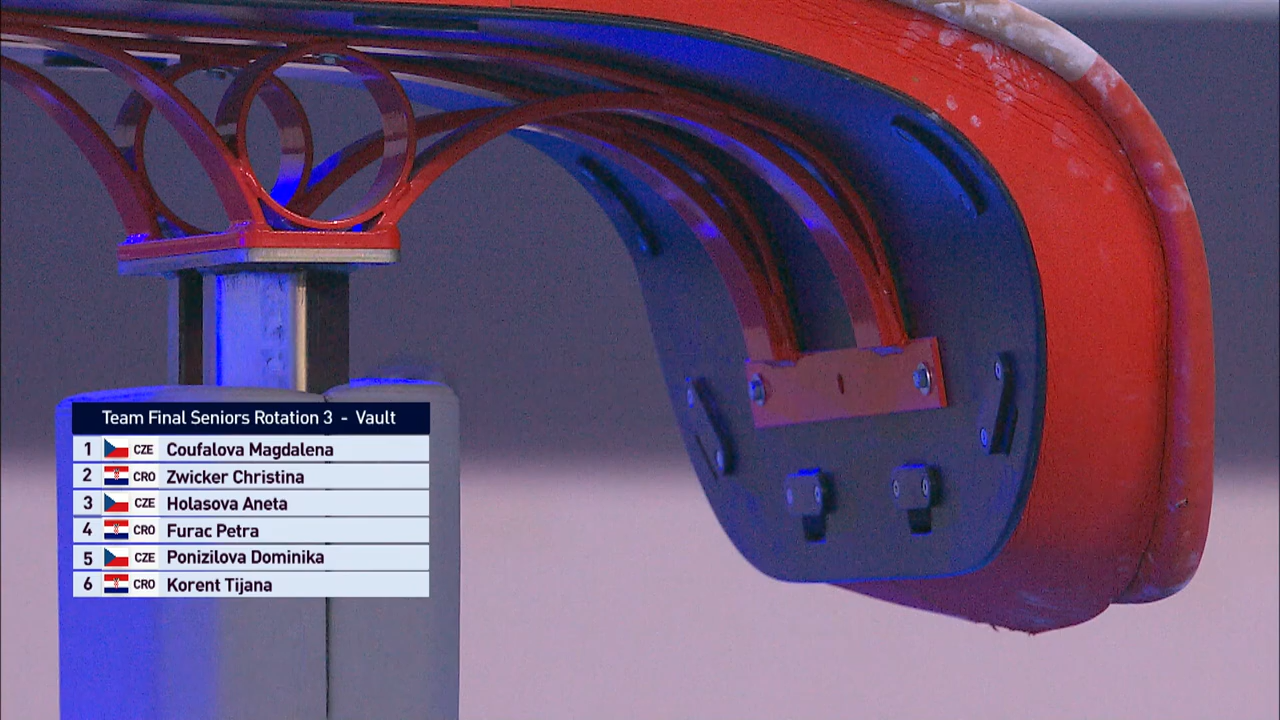 Team Final Seniors Rotation 3 - Vault
1 CZE Coufalova Magdalena
2 CRO Zwicker Christina
3 CZE Holasova Aneta
4 CRO Furac Petra
5 CZE Ponizilova Dominika
6 CRO Korent Tijana